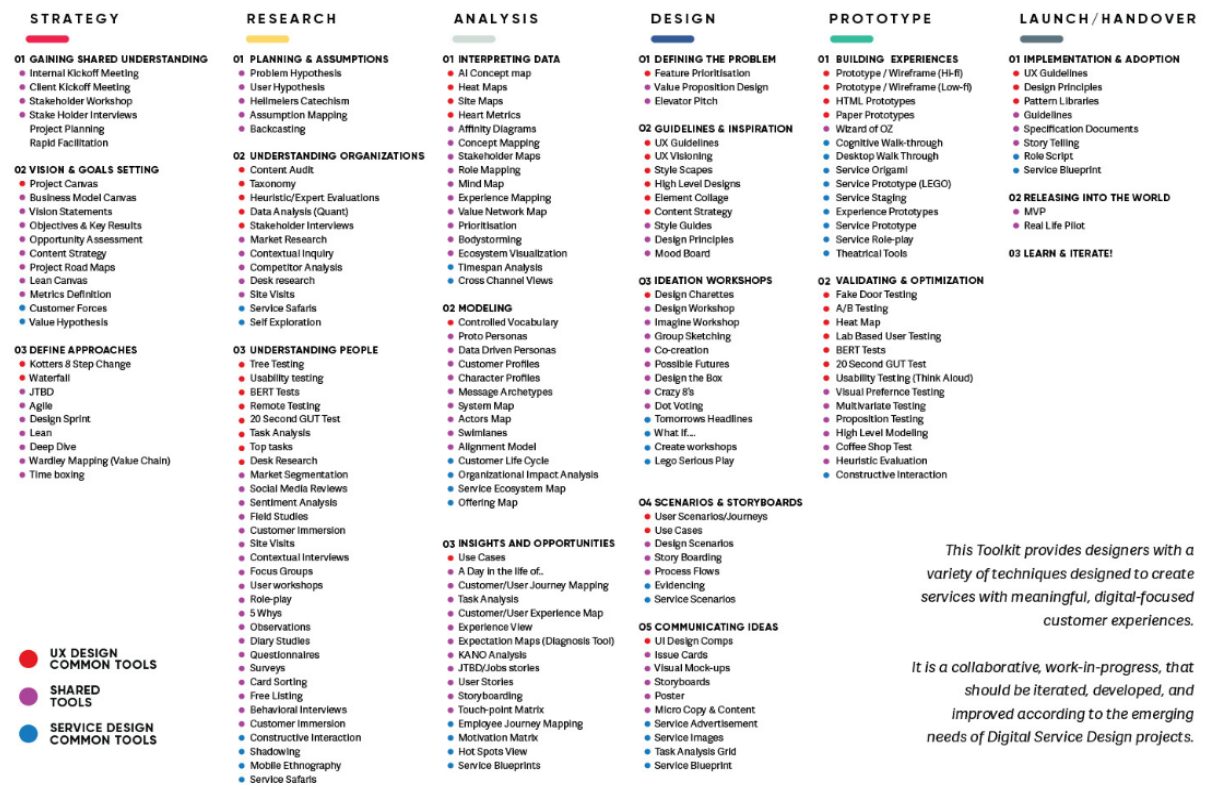 STRATEGY
01 GAINING SHARED UNDERSTANDING
Internal Kickoff Meeting
Client Kickoff Meeting
Stakeholder Workshop
Stake Holder Interviews
Project Planning
Rapid Facilitation
02 VISION & GOALS SETTING
Project Canvas
Business Model Canvas
Vision Statements
Objectives & Key Results
Opportunity Assessment
Content Strategy
Project Road Maps
Lean Canvas
Metrics Definition
Customer Forces
Value Hypothesis
03 DEFINE APPROACHES
Kotters 8 Step Change
Waterfall
JTBD
Agile
Design Sprint
Lean
Deep Dive
Wardley Mapping (Value Chain)
Time boxing
UX DESIGN
COMMON TOOLS
SHARED
TOOLS
SERVICE DESIGN
COMMON TOOLS
RESEARCH
01 PLANNING & ASSUMPTIONS
Problem Hypothesis
User Hypothesis
Heilmeiers Catechism
Assumption Mapping
Backcasting
02 UNDERSTANDING ORGANIZATIONS
Content Audit
Taxonomy
Heuristic/Expert Evaluations
Data Analysis (Quant)
Stakeholder Interviews
Market Research
Contextual Inquiry
Competitor Analysis
Desk research
Site Visits
Service Safaris
Self Exploration
03 UNDERSTANDING PEOPLE
Tree Testing
Usability testing
BERT Tests
Remote Testing
20 Second GUT Test
Task Analysis
Top tasks
Desk Research
Market Segmentation
Social Media Reviews
Sentiment Analysis
Field Studies
Customer Immersion
Site Visits
Contextual Interviews
Focus Groups
User workshops
Role-play
5 Whys
Observations
Diary Studies
Questionnaires
Surveys
Card Sorting
Free Listing
Behavioral Interviews
Customer Immersion
Constructive Interaction
Shadowing
Mobile Ethnography
Service Safaris
ANALYSIS
01 INTERPRETING DATA
AI Concept map
Heat Maps
Site Maps
Heart Metrics
Affinity Diagrams
Concept Mapping
Stakeholder Maps
Role Mapping
Mind Map
Experience Mapping
Value Network Map
Prioritisation
Bodystorming
Ecosystem Visualization
Timespan Analysis
Cross Channel Views
02 MODELING
Controlled Vocabulary
Proto Personas
Data Driven Personas
Customer Profiles
Character Profiles
Message Archetypes
System Map
Actors Map
Swimlanes
Alignment Model
Customer Life Cycle
Organizational Impact Analysis
Service Ecosystem Map
Offering Map
03 INSIGHTS AND OPPORTUNITIES
Use Cases
A Day in the life of..
Customer/User Journey Mapping
Task Analysis
Customer/User Experience Map
Experience View
Expectation Maps (Diagnosis Tool)
KANO Analysis
JTBD/Jobs stories
User Stories
Storyboarding
Touch-point Matrix
Employee Journey Mapping
Motivation Matrix
Hot Spots View
Service Blueprints
DESIGN
01 DEFINING THE PROBLEM
Feature Prioritisation
Value Proposition Design
Elevator Pitch
02 GUIDELINES & INSPIRATION
UX Guidelines
UX Visioning
Style Scapes
High Level Designs
Element Collage
Content Strategy
Style Guides
Design Principles
Mood Board
03 IDEATION WORKSHOPS
Design Charettes
Design Workshop
Imagine Workshop
Group Sketching
Co-creation
Possible Futures
Design the Box
Crazy 8's
Dot Voting
Tomorrows Headlines
What If....
Create workshops
Lego Serious Play
04 SCENARIOS & STORYBOARDS
User Scenarios/Journeys
Use Cases
Design Scenarios
Story Boarding
Process Flows
Evidencing
Service Scenarios
05 COMMUNICATING IDEAS
UI Design Comps
Issue Cards
Visual Mock-ups
Storyboards
Poster
Micro Copy & Content
Service Advertisement
Service Images
Task Analysis Grid
Service Blueprint
PROTOTYPE
01 BUILDING EXPERIENCES
Prototype / Wireframe (Hi-fi)
Prototype / Wireframe (Low-fi)
HTML Prototypes
Paper Prototypes
Wizard of OZ
Cognitive Walk-through
Desktop Walk Through
Service Origami
Service Prototype (LEGO)
Service Staging
Experience Prototypes
Service Prototype
Service Role-play
Theatrical Tools
02 VALIDATING & OPTIMIZATION
Fake Door Testing
A/B Testing
Heat Map
Lab Based User Testing
BERT Tests
20 Second GUT Test
Usability Testing (Think Aloud)
Visual Prefernce Testing
Multivariate Testing
Proposition Testing
High Level Modeling
Coffee Shop Test
Heuristic Evaluation
Constructive Interaction
LAUNCH/HANDOVER
01 IMPLEMENTATION & ADOPTION
UX Guidelines
Design Principles
Pattern Libraries
Guidelines
Specification Documents
Story Telling
Role Script
Service Blueprint
02 RELEASING INTO THE WORLD
MVP
Real Life Pilot
03 LEARN & ITERATE!
This Toolkit provides designers with a
variety of techniques designed to create
services with meaningful, digital-focused
customer experiences.
It is a collaborative, work-in-progress, that
should be iterated, developed, and
improved according to the emerging
needs of Digital Service Design projects.